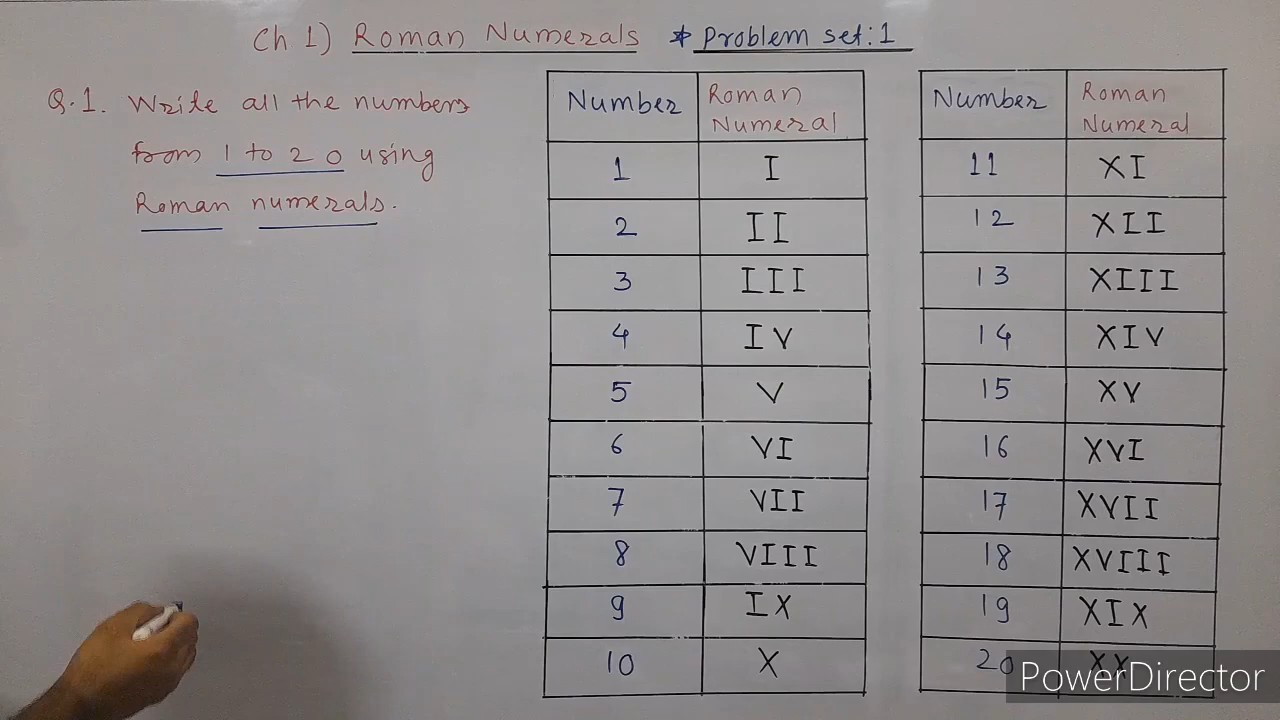 Ch 1) Roman Numerals * Problem set: 1
Q.1. Write all the numbers
from 1 to 20 using
Roman numerals.
Number Roman Numeral
1 I
2 II
3 III
4 IV
5 V
6 VI
7 VII
8 VIII
9 IX
10 X
Number Roman Numeral
11 XI
12 XII
13 XIII
14 XIV
15 XV
16 XVI
17 XVII
18 XVIII
19 XIX
20 XX
PowerDirector